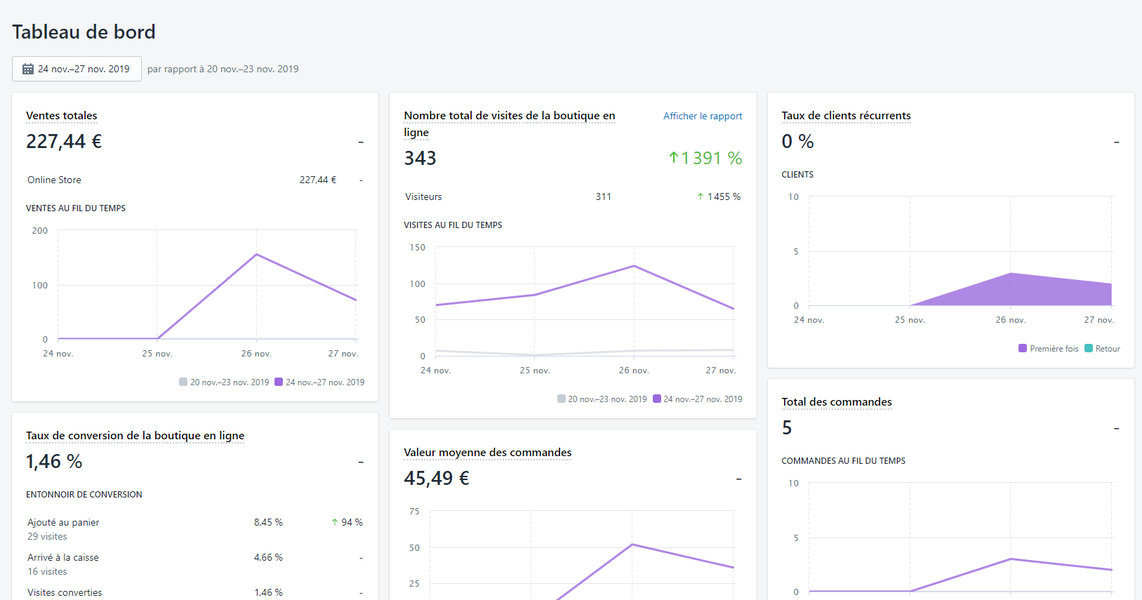 Tableau de bord
24 nov.–27 nov. 2019 par rapport à 20 nov.–23 nov. 2019
Ventes totales
227,44 € -
Online Store 227,44 € -
VENTES AU FIL DU TEMPS
200
100
0
24 nov. 25 nov. 26 nov. 27 nov.
20 nov.–23 nov. 2019 24 nov.–27 nov. 2019
Taux de conversion de la boutique en ligne
1,46 % -
ENTONNOIR DE CONVERSION
Ajouté au panier 8,45 % ↑ 94 %
29 visites
Arrivé à la caisse 4,66 % -
16 visites
Visites converties 1,46 % -
Nombre total de visites de la boutique en Afficher le rapport
ligne
343 ↑1 391 %
Visiteurs 311 ↑ 1 455 %
VISITES AU FIL DU TEMPS
150
100
50
0
24 nov. 25 nov. 26 nov. 27 nov.
20 nov.–23 nov. 2019 24 nov.–27 nov. 2019
Valeur moyenne des commandes
45,49 € -
75
50
25
Taux de clients récurrents
0 % -
CLIENTS
10
5
0
24 nov. 25 nov. 26 nov. 27 nov.
Première fois Retour
Total des commandes
5 -
COMMANDES AU FIL DU TEMPS
10
5
0